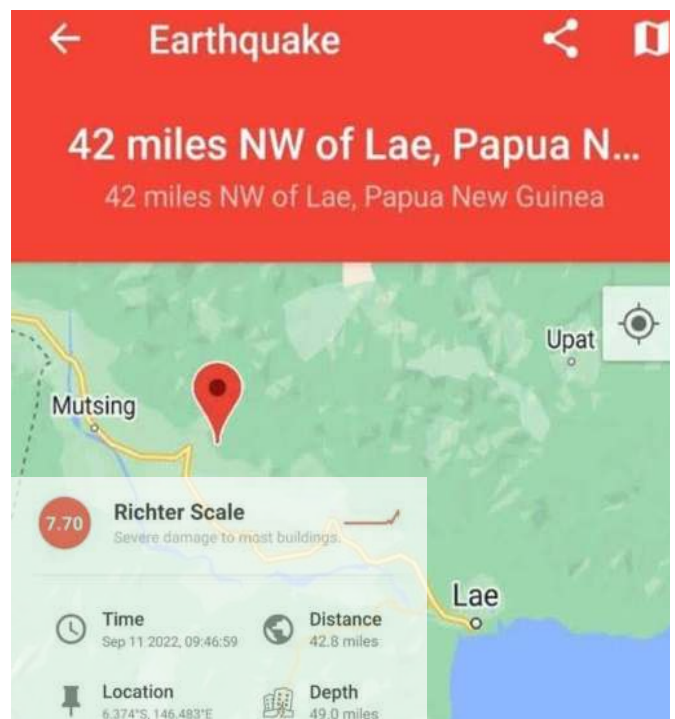 Earthquake
42 miles NW of Lae, Papua N...
42 miles NW of Lae, Papua New Guinea
Upat
Mutsing
7.70
Richter Scale
Severe damage to most buildings.
Lae
Time
Sep 11 2022, 09:46:59
Distance
42.8 miles
Location
6.374°S, 146.483°E
Depth
49.0 miles